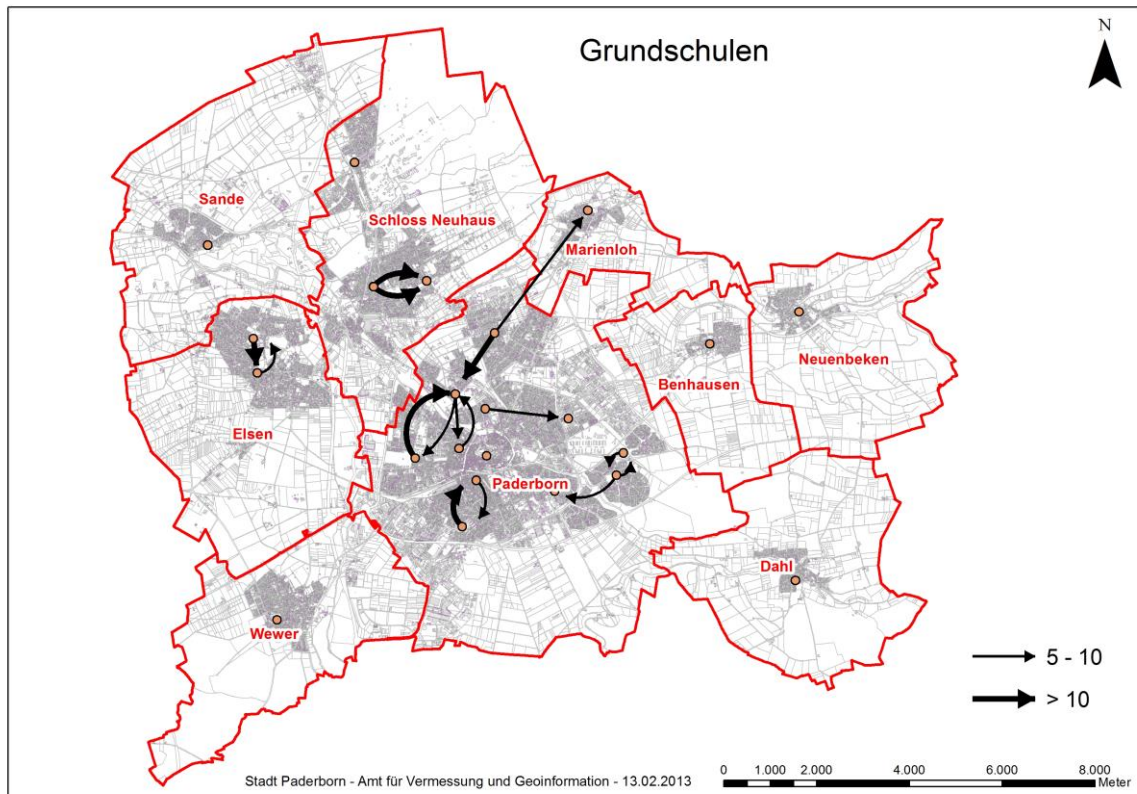 Grundschulen
N
Sande
Schloss Neuhaus
Marienloh
Neuenbeken
Benhausen
Elsen
Paderborn
Dahl
Wewer
5 - 10
> 10
Stadt Paderborn - Amt für Vermessung und Geoinformation - 13.02.2013
0 1.000 2.000 4.000 6.000 8.000
Meter